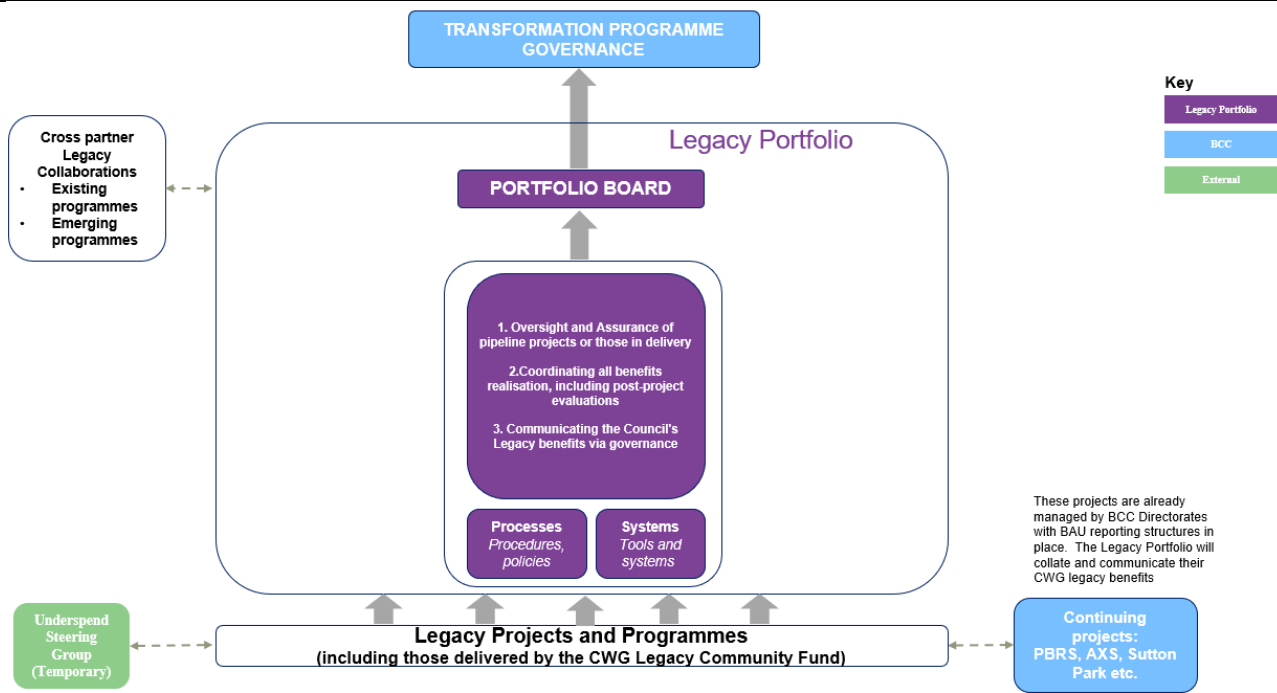 TRANSFORMATION PROGRAMME
GOVERNANCE
Key
Legacy Portfolio
BCC
External
Cross partner
Legacy
Collaborations
• Existing
programmes
• Emerging
programmes
Legacy Portfolio
PORTFOLIO BOARD
1. Oversight and Assurance of
pipeline projects or those in delivery
2.Coordinating all benefits
realisation, including post-project
evaluations
3. Communicating the Council's
Legacy benefits via governance
Processes
Procedures,
policies
Systems
Tools and
systems
These projects are already
managed by BCC Directorates
with BAU reporting structures in
place. The Legacy Portfolio will
collate and communicate their
CWG legacy benefits
Underspend
Steering
Group
(Temporary)
Legacy Projects and Programmes
(including those delivered by the CWG Legacy Community Fund)
Continuing
projects:
PBRS, AXS, Sutton
Park etc.